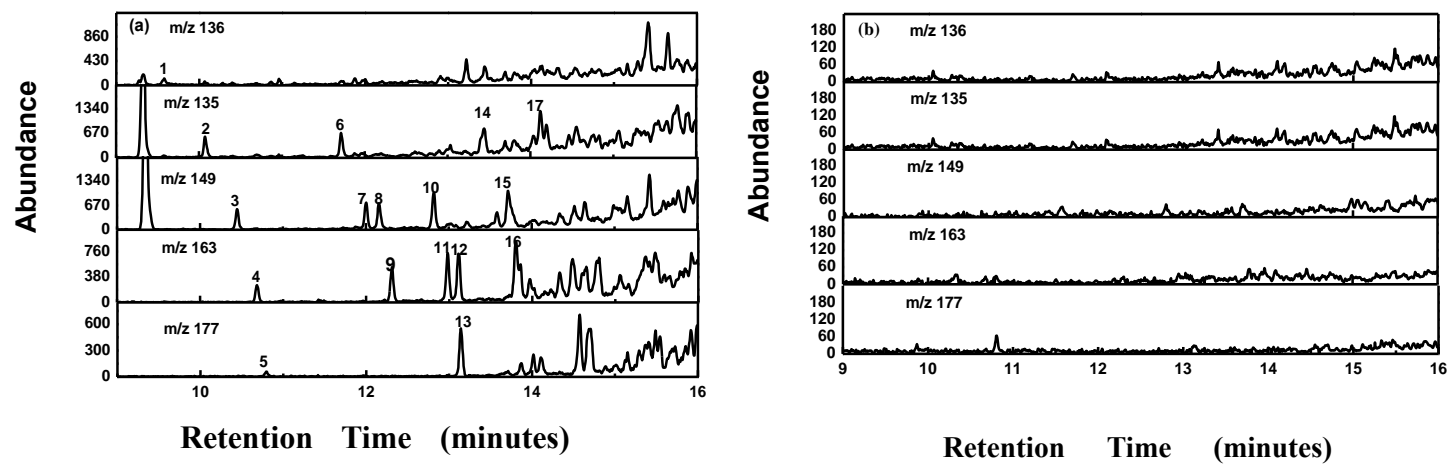 Abundance
(a) m/z 136
860
430
0
1
m/z 135
1340
670
0
2 6 14 17
m/z 149
1340
670
0
3 7 8 10 15
m/z 163
760
380
0
4 9 11 12 16
m/z 177
600
300
0
5 13
10 12 14 16
Retention Time (minutes)
Abundance
(b) m/z 136
180
120
60
0
m/z 135
180
120
60
0
m/z 149
180
120
60
0
m/z 163
180
120
60
0
m/z 177
180
120
60
0
9 10 11 12 13 14 15 16
Retention Time (minutes)